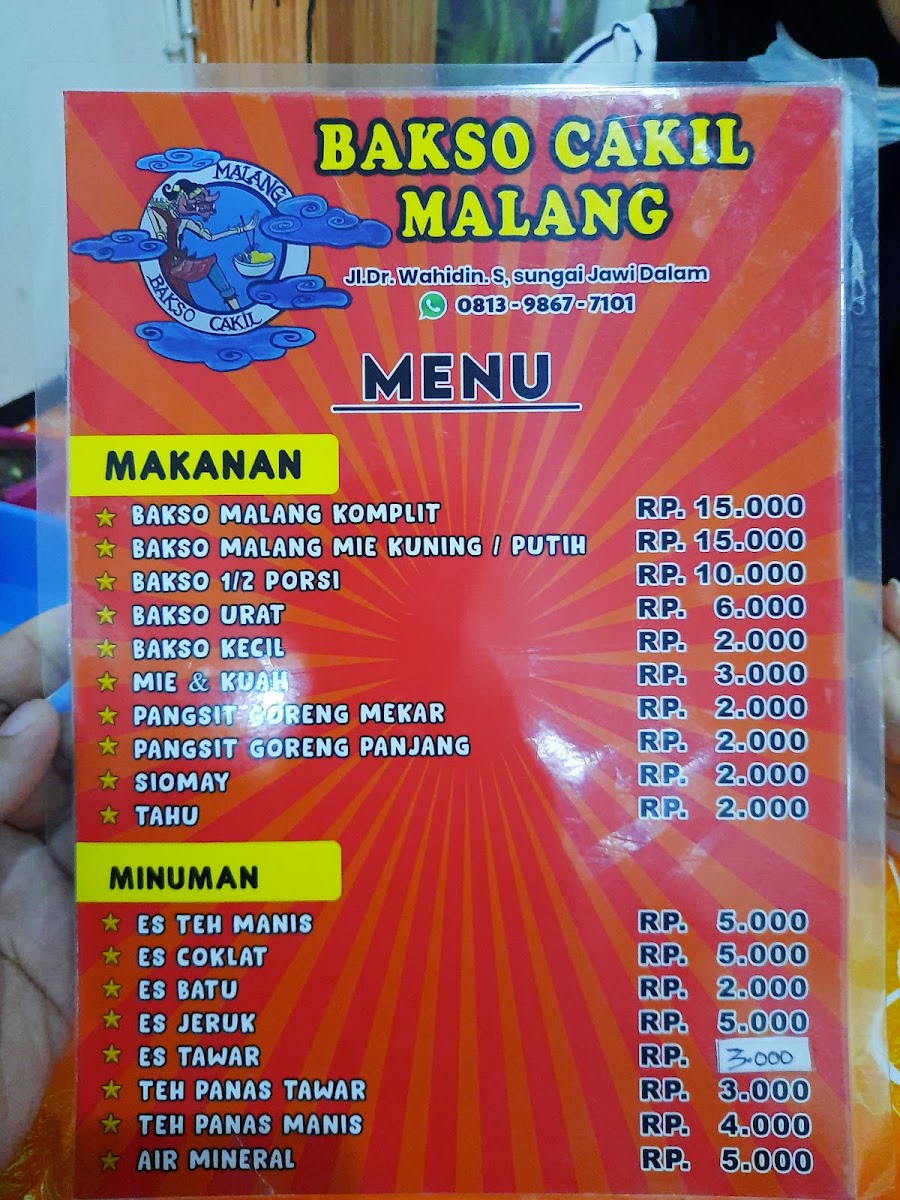 MALANG
BAKSO CAKIL
BAKSO CAKIL
MALANG
Jl.Dr. Wahidin. S, sungai Jawi Dalam
0813 - 9867 - 7101
MENU
MAKANAN
BAKSO MALANG KOMPLIT RP. 15.000
BAKSO MALANG MIE KUNING / PUTIH RP. 15.000
BAKSO 1/2 PORSI RP. 10.000
BAKSO URAT RP. 6.000
BAKSO KECIL RP. 2.000
MIE & KUAH RP. 3.000
PANGSIT GORENG MEKAR RP. 2.000
PANGSIT GORENG PANJANG RP. 2.000
SIOMAY RP. 2.000
TAHU RP. 2.000
MINUMAN
ES TEH MANIS RP. 5.000
ES COKLAT RP. 5.000
ES BATU RP. 2.000
ES JERUK RP. 5.000
ES TAWAR RP. 3.000
TEH PANAS TAWAR RP. 3.000
TEH PANAS MANIS RP. 4.000
AIR MINERAL RP. 5.000